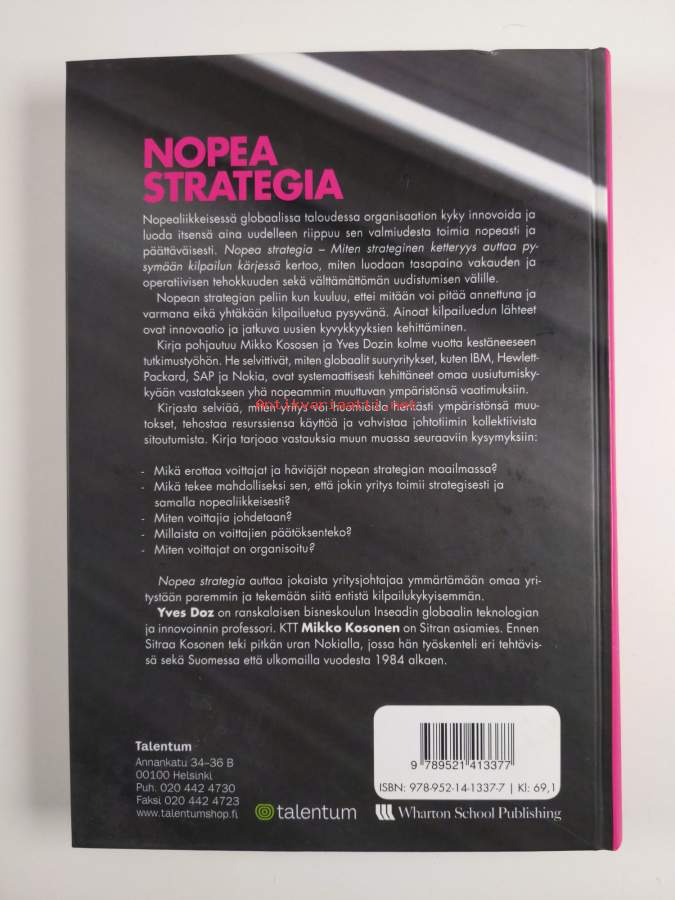 NOPEA
STRATEGIA
Nopealiikkeisessä globaalissa taloudessa organisaation kyky innovoida ja
luoda itsensä aina uudelleen riippuu sen valmiudesta toimia nopeasti ja
päättäväisesti. Nopea strategia – Miten strateginen ketteryys auttaa py-
symään kilpailun kärjessä kertoo, miten luodaan tasapaino vakauden ja
operatiivisen tehokkuuden sekä välttämättömän uudistumisen välille.
Nopean strategian peliin kun kuuluu, ettei mitään voi pitää annettuna ja
varmana eikä yhtäkään kilpailuetua pysyvänä. Ainoat kilpailuedun lähteet
ovat innovaatio ja jatkuva uusien kyvykkyyksien kehittäminen.
Kirja pohjautuu Mikko Kososen ja Yves Dozin kolme vuotta kestäneeseen
tutkimustyöhön. He selvittivät, miten globaalit suuryritykset, kuten IBM, Hewlett-
Packard, SAP ja Nokia, ovat systemaattisesti kehittäneet omaa uusiutumisky-
kyään vastatakseen yhä nopeammin muuttuvan ympäristönsä vaatimuksiin.
Antikvariaatti.net
Kirjasta selviää, miten yritys voi huomioida herkästi ympäristönsä muu-
tokset, tehostaa resurssiensa käyttöä ja vahvistaa johtotiimin kollektiivista
sitoutumista. Kirja tarjoaa vastauksia muun muassa seuraaviin kysymyksiin:
- Mikä erottaa voittajat ja häviäjät nopean strategian maailmassa?
- Mikä tekee mahdolliseksi sen, että jokin yritys toimii strategisesti ja
samalla nopealiikkeisesti?
- Miten voittajia johdetaan?
- Millaista on voittajien päätöksenteko?
- Miten voittajat on organisoitu?
Nopea strategia auttaa jokaista yritysjohtajaa ymmärtämään omaa yri-
tystään paremmin ja tekemään siitä entistä kilpailukykyisemmän.
Yves Doz on ranskalaisen bisneskoulun Inseadin globaalin teknologian
ja innovoinnin professori. KTT Mikko Kosonen on Sitran asiamies. Ennen
Sitraa Kosonen teki pitkän uran Nokialla, jossa hän työskenteli eri tehtävis-
sä sekä Suomessa että ulkomailla vuodesta 1984 alkaen.
Talentum
Annankatu 34–36 B
00100 Helsinki
Puh. 020 442 4730
Faksi 020 442 4723
www.talentumshop.fi
talentum
9 789521 413377
ISBN: 978-952-14-1337-7 | Kl: 69,1
Wharton School Publishing